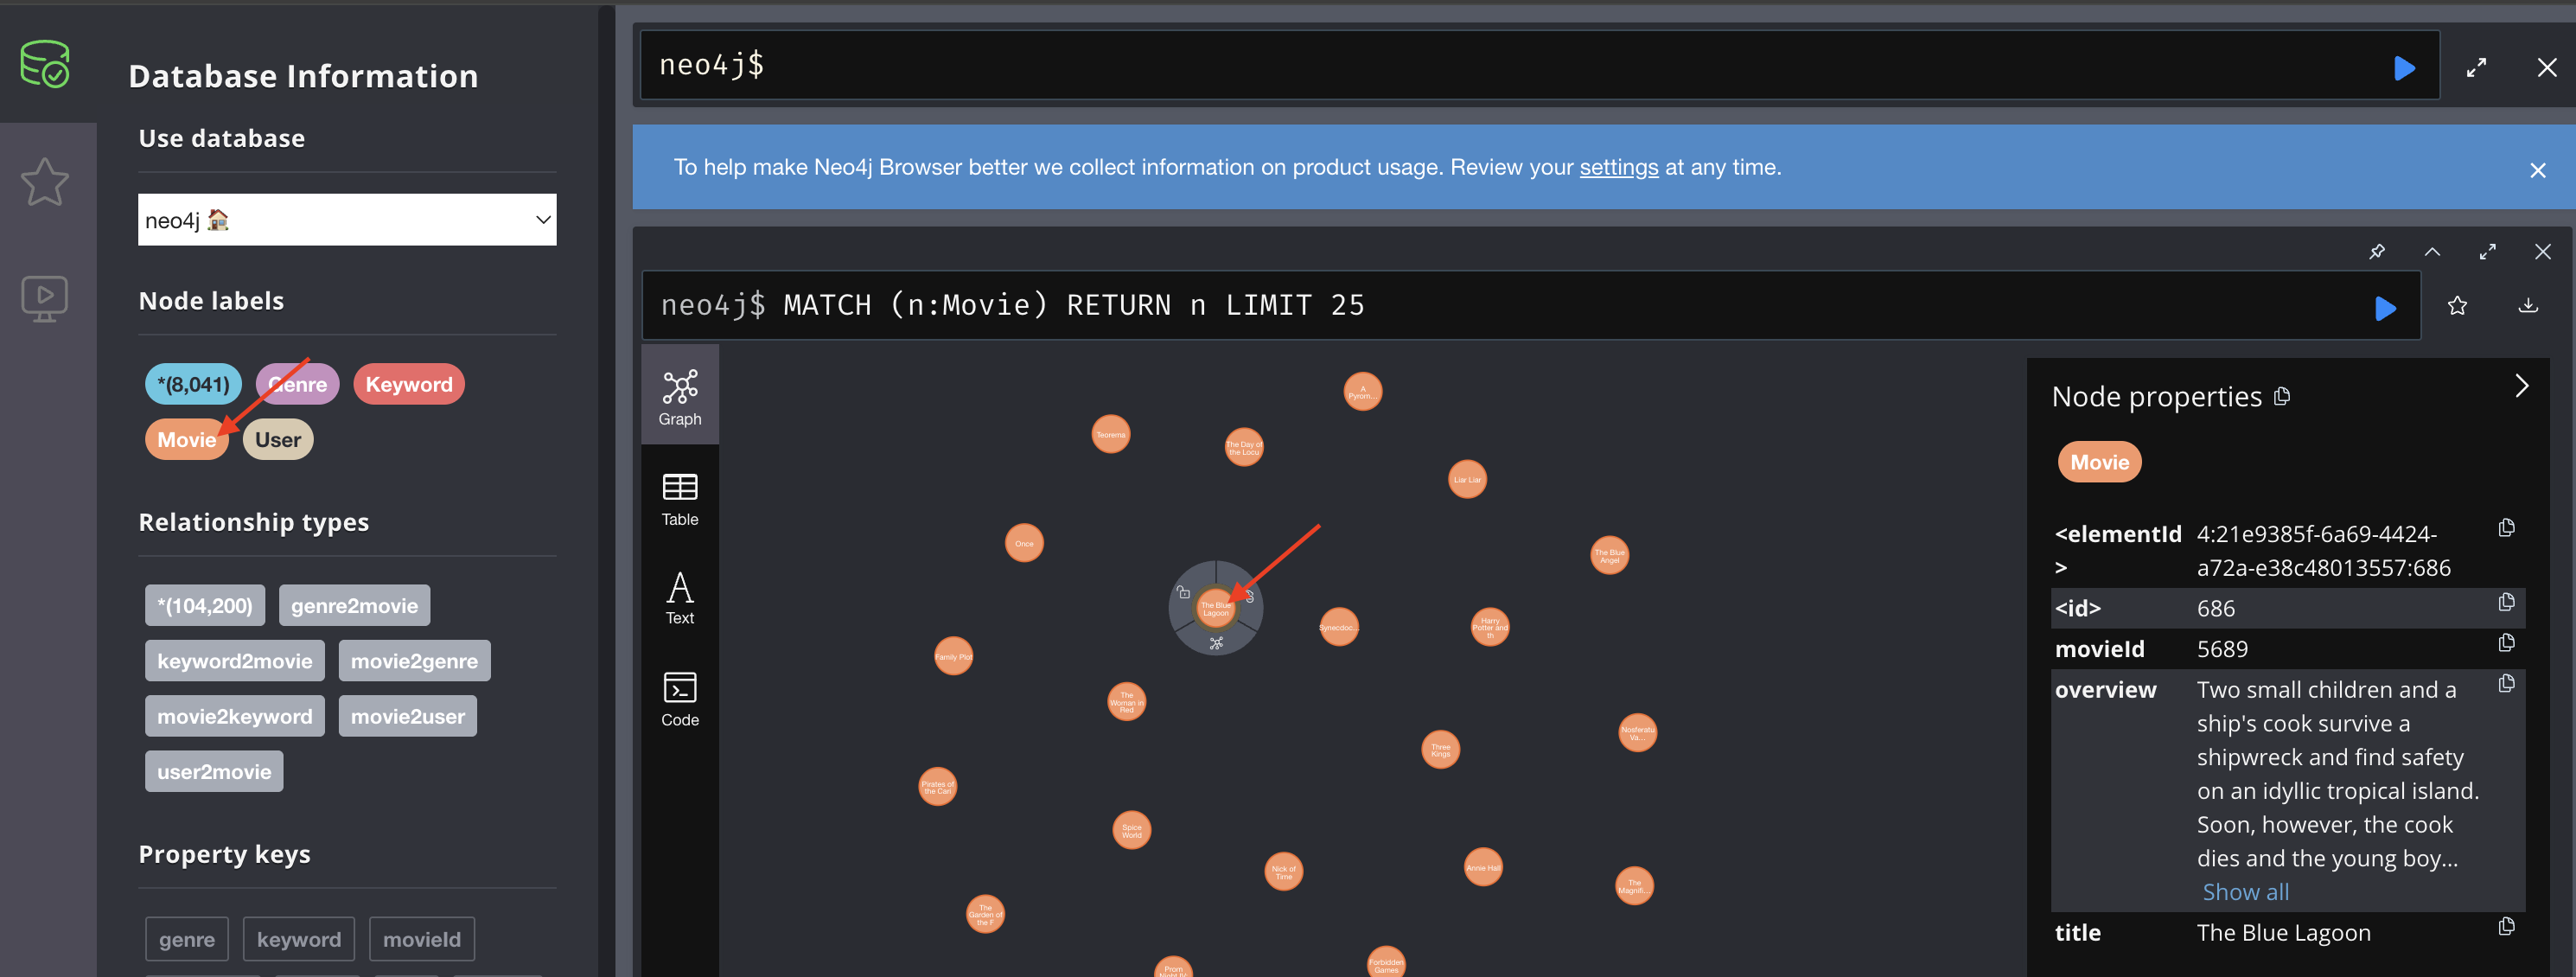 Database Information
Use database
neo4j
Node labels
*(8,041) Genre Keyword
Movie User
Relationship types
*(104,200) genre2movie
keyword2movie movie2genre
movie2keyword movie2user
user2movie
Property keys
genre keyword movieId
neo4j$
To help make Neo4j Browser better we collect information on product usage. Review your settings at any time.
neo4j$ MATCH (n:Movie) RETURN n LIMIT 25
Graph
Table
Text
Code
A
Pyrom...
Teorema
The Day of
the Locu
Liar Liar
Once
The Blue
Angel
The Blue
Lagoon
Synecdoc...
Harry
Potter and
th
Family Plot
The
Woman in
Red
Nosferatu
Va...
Three
Kings
Pirates of
the Cari
Spice
World
Nick of
Time
Annie Hall
The
Magnifi...
The
Garden of
the F
Forbidden
Games
Prom
Night IV:
Node properties
Movie
<elementId
>
4:21e9385f-6a69-4424-
a72a-e38c48013557:686
<id> 686
movieId 5689
overview Two small children and a
ship's cook survive a
shipwreck and find safety
on an idyllic tropical island.
Soon, however, the cook
dies and the young boy...
Show all
title The Blue Lagoon